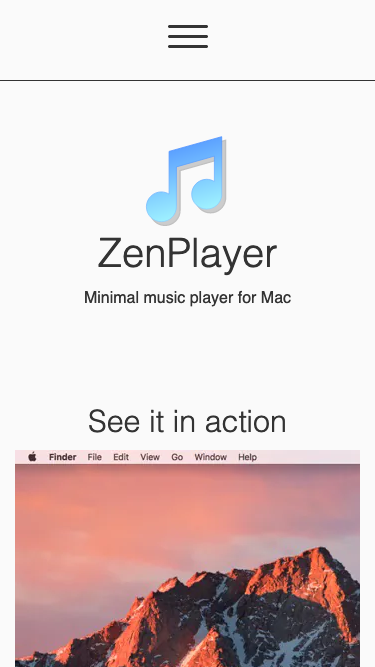 ZenPlayer
Minimal music player for Mac
See it in action
Finder File Edit View Go Window Help